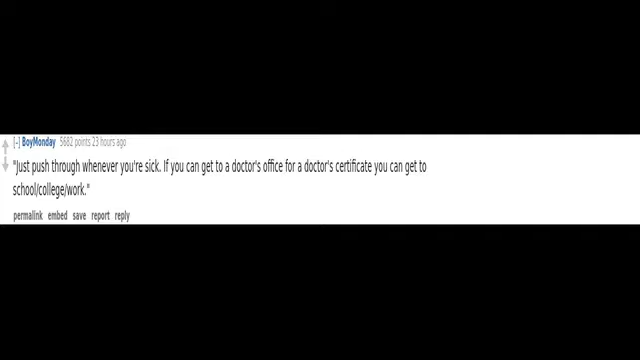 [-] BoyMonday 5682 points 23 hours ago
"Just push through whenever you're sick. If you can get to a doctor's office for a doctor's certificate you can get to
school/college/work."
permalink embed save report reply